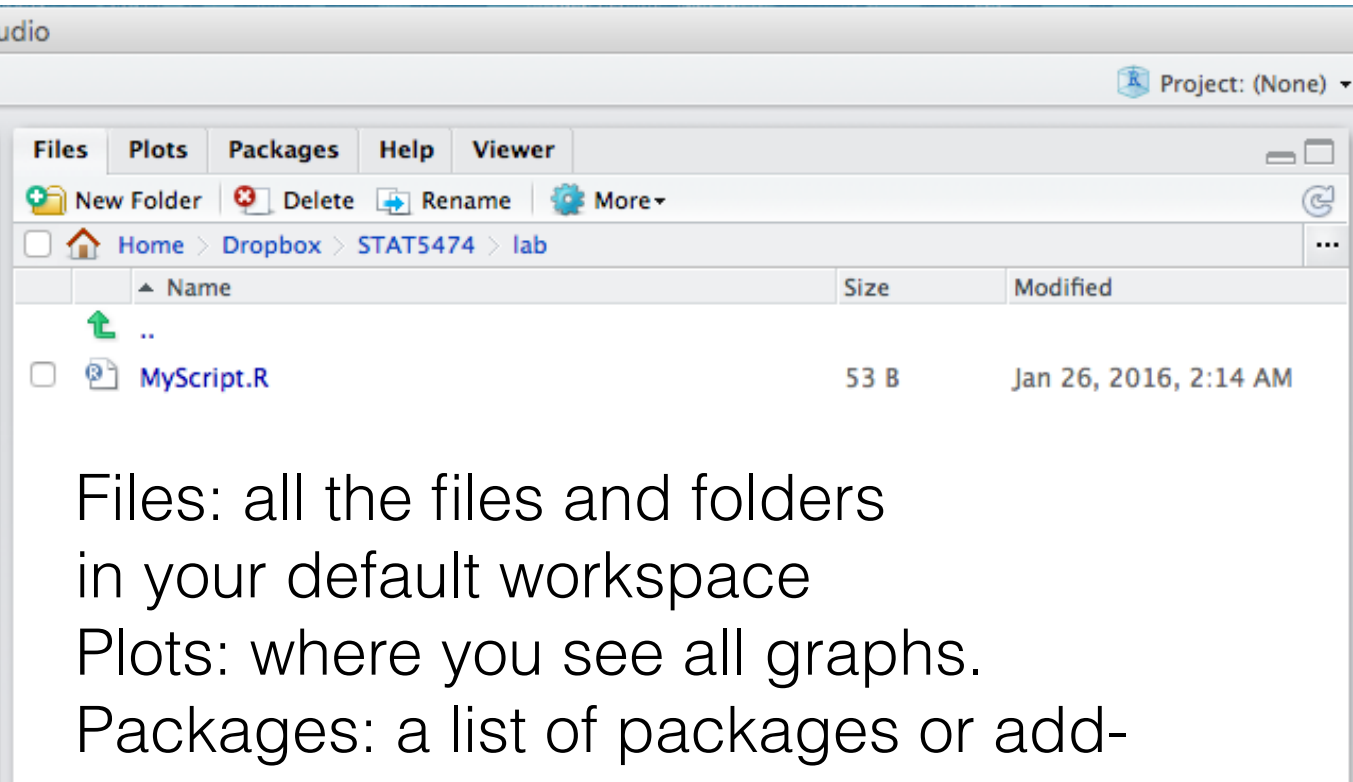 udio
Project: (None)
Files Plots Packages Help Viewer
New Folder Delete Rename More
Home > Dropbox > STAT5474 > lab ...
Name Size Modified
..
MyScript.R 53 B Jan 26, 2016, 2:14 AM
Files: all the files and folders
in your default workspace
Plots: where you see all graphs.
Packages: a list of packages or add-